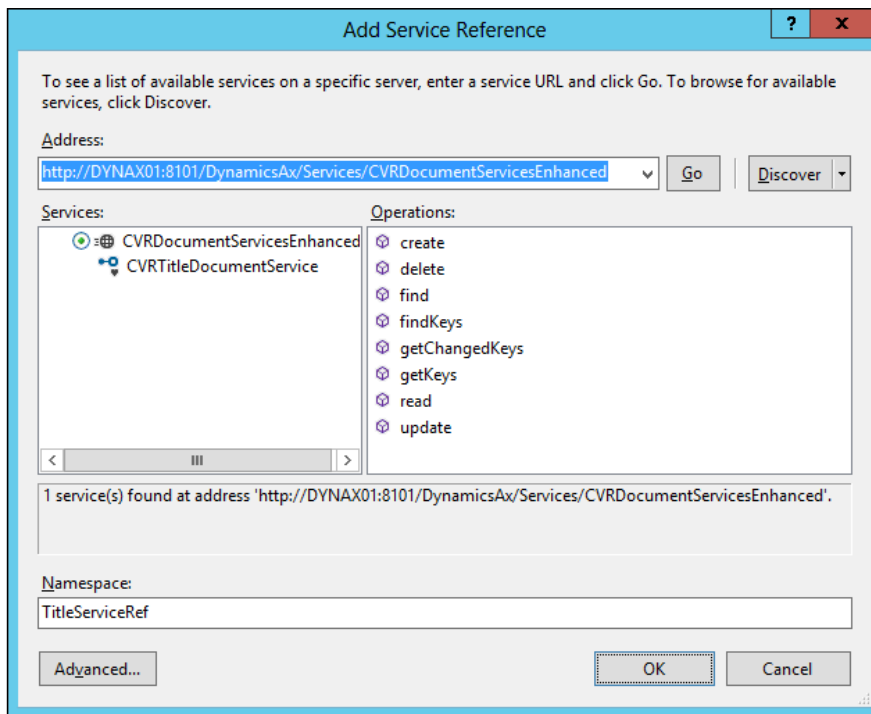 Add Service Reference
?
x
To see a list of available services on a specific server, enter a service URL and click Go. To browse for available
services, click Discover.
Address:
http://DYNAX01:8101/DynamicsAx/Services/CVRDocumentServicesEnhanced
Go
Discover
Services:
Operations:
CVRDocumentServicesEnhanced
CVRTitleDocumentService
create
delete
find
findKeys
getChangedKeys
getKeys
read
update
1 service(s) found at address 'http://DYNAX01:8101/DynamicsAx/Services/CVRDocumentServicesEnhanced'.
Namespace:
TitleServiceRef
Advanced...
OK
Cancel